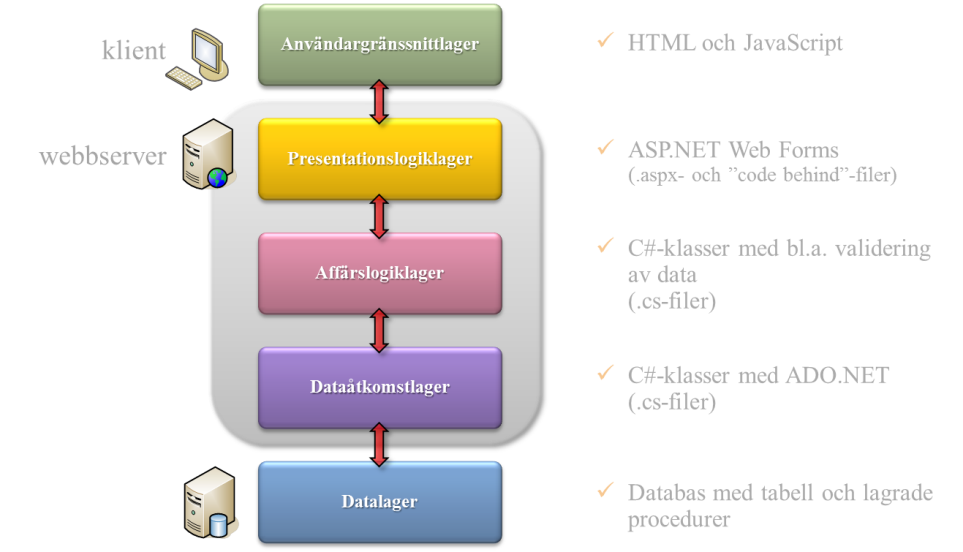 klient
Användargränssnittlager
HTML och JavaScript
webbserver
Presentationslogiklager
ASP.NET Web Forms
(.aspx- och ”code behind”-filer)
Affärslogiklager
C#-klasser med bl.a. validering
av data
(.cs-filer)
Dataåtkomstlager
C#-klasser med ADO.NET
(.cs-filer)
Datalager
Databas med tabell och lagrade
procedurer